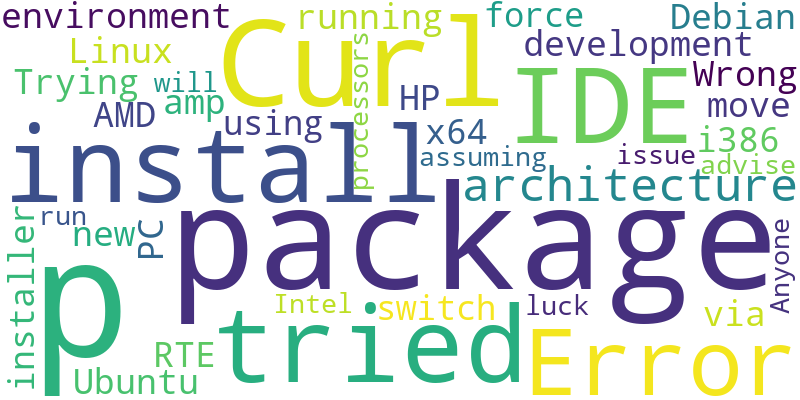 environment
running
force
Debian
Linux
Curl
processors
development
Trying
will
IDE
Wrong
amp
HP
move
AMD
using
x64
i386
install
assuming
issue
advise
architecture
run
package
installer
new
PC
Anyone
p
Intel
switch
luck
via
tried
Error
RTE
Ubuntu